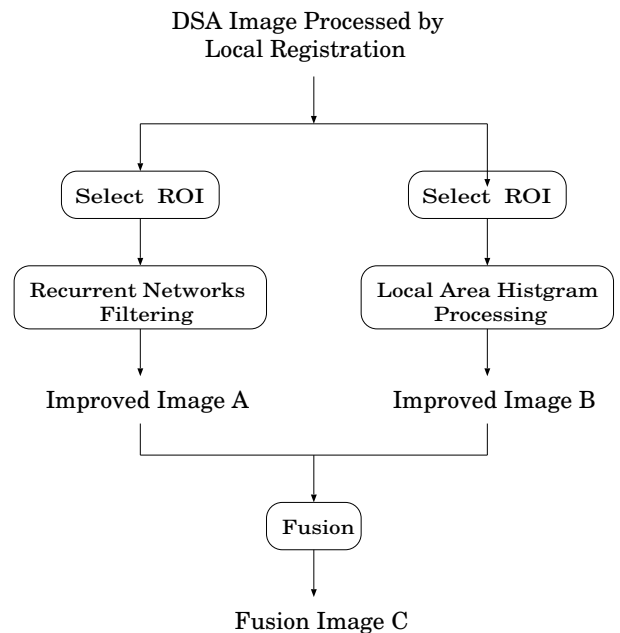 DSA Image Processed by
Local Registration
Select ROI
Select ROI
Recurrent Networks
Filtering
Local Area Histgram
Processing
Improved Image A
Improved Image B
Fusion
Fusion Image C